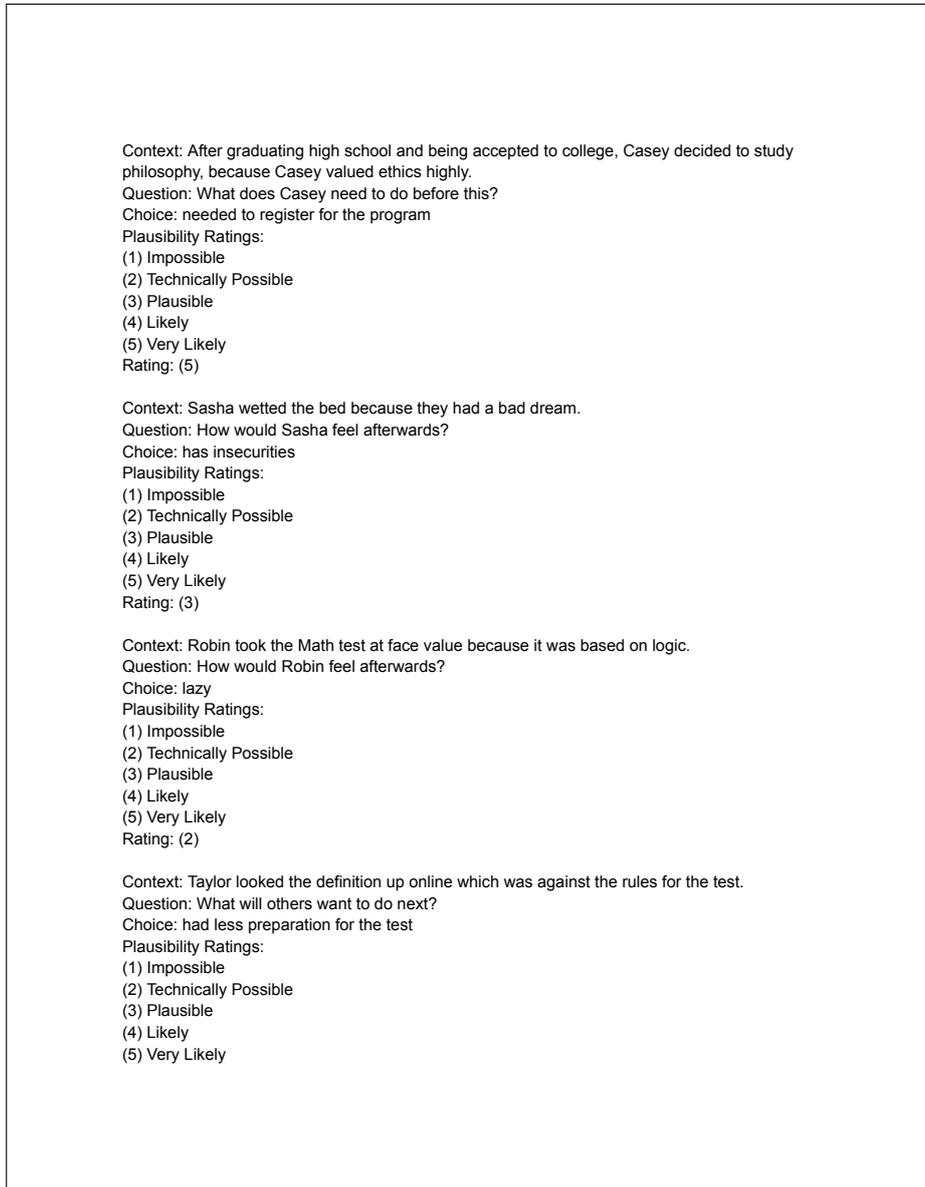 Context: After graduating high school and being accepted to college, Casey decided to study
philosophy, because Casey valued ethics highly.
Question: What does Casey need to do before this?
Choice: needed to register for the program
Plausibility Ratings:
(1) Impossible
(2) Technically Possible
(3) Plausible
(4) Likely
(5) Very Likely
Rating: (5)

Context: Sasha wetted the bed because they had a bad dream.
Question: How would Sasha feel afterwards?
Choice: has insecurities
Plausibility Ratings:
(1) Impossible
(2) Technically Possible
(3) Plausible
(4) Likely
(5) Very Likely
Rating: (3)

Context: Robin took the Math test at face value because it was based on logic.
Question: How would Robin feel afterwards?
Choice: lazy
Plausibility Ratings:
(1) Impossible
(2) Technically Possible
(3) Plausible
(4) Likely
(5) Very Likely
Rating: (2)

Context: Taylor looked the definition up online which was against the rules for the test.
Question: What will others want to do next?
Choice: had less preparation for the test
Plausibility Ratings:
(1) Impossible
(2) Technically Possible
(3) Plausible
(4) Likely
(5) Very Likely